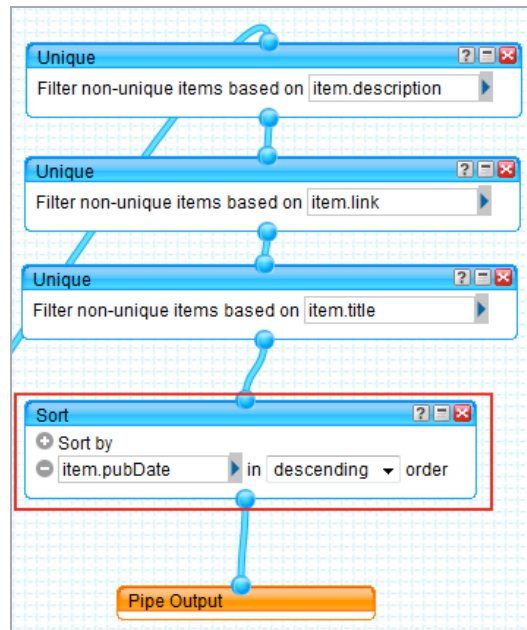 Unique
Filter non-unique items based on item.description
Unique
Filter non-unique items based on item.link
Unique
Filter non-unique items based on item.title
Sort
Sort by
item.pubDate in descending order
Pipe Output